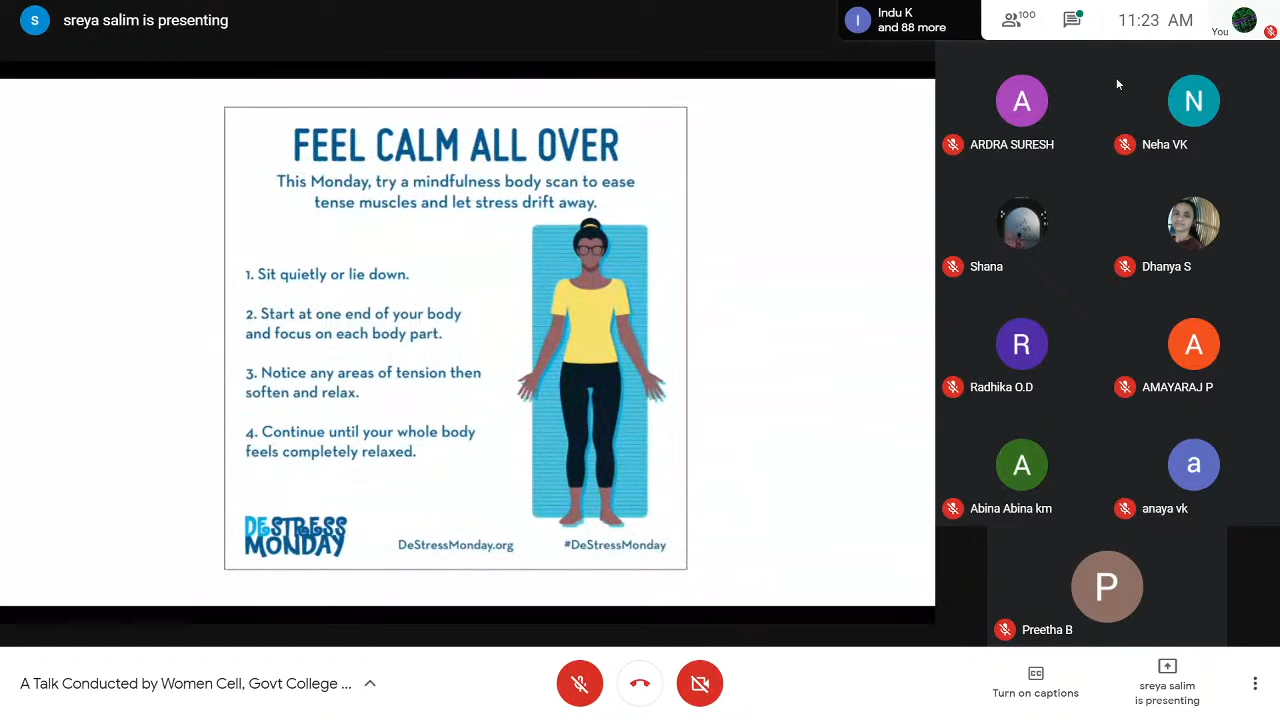 S
sreya salim is presenting
I
Indu K
and 88 more
100
11:23 AM
You
FEEL CALM ALL OVER
This Monday, try a mindfulness body scan to ease
tense muscles and let stress drift away.
1. Sit quietly or lie down.
2. Start at one end of your body
and focus on each body part.
3. Notice any areas of tension then
soften and relax.
4. Continue until your whole body
feels completely relaxed.
DESTRESS
MONDAY
DeStressMonday.org
#DeStressMonday
A
ARDRA SURESH
N
Neha VK
Shana
Dhanya S
R
Radhika O.D
A
AMAYARAJ P
A
Abina Abina km
a
anaya vk
P
Preetha B
A Talk Conducted by Women Cell, Govt College ...
Turn on captions
sreya salim
is presenting